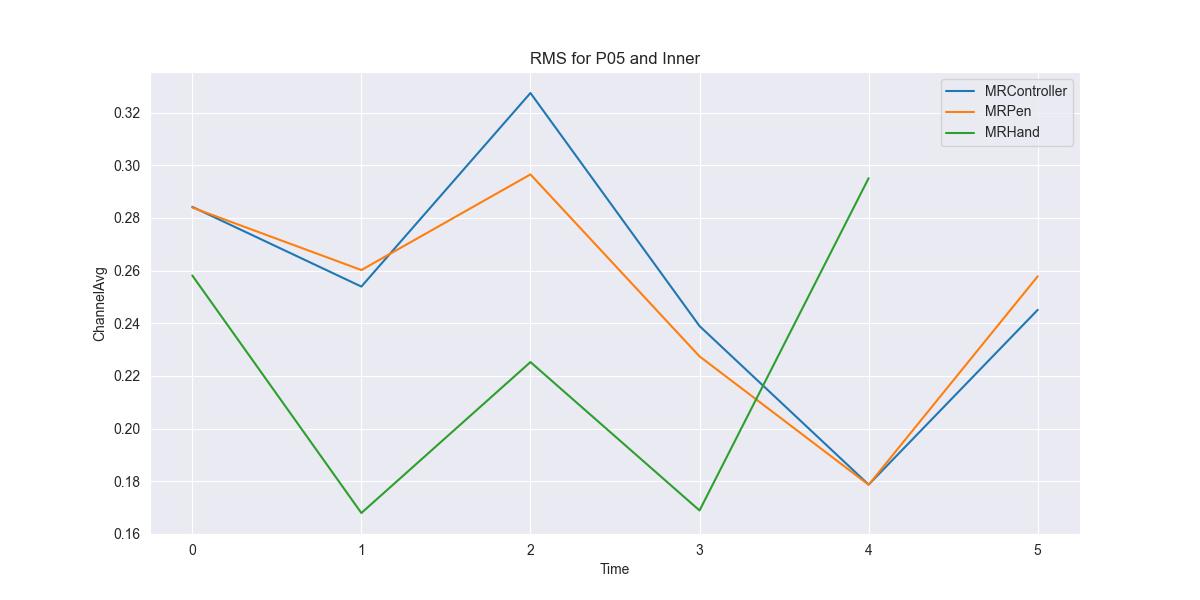 RMS for P05 and Inner
MRController
MRPen
MRHand
ChannelAvg
0.32
0.30
0.28
0.26
0.24
0.22
0.20
0.18
0.16
0 1 2 3 4 5
Time